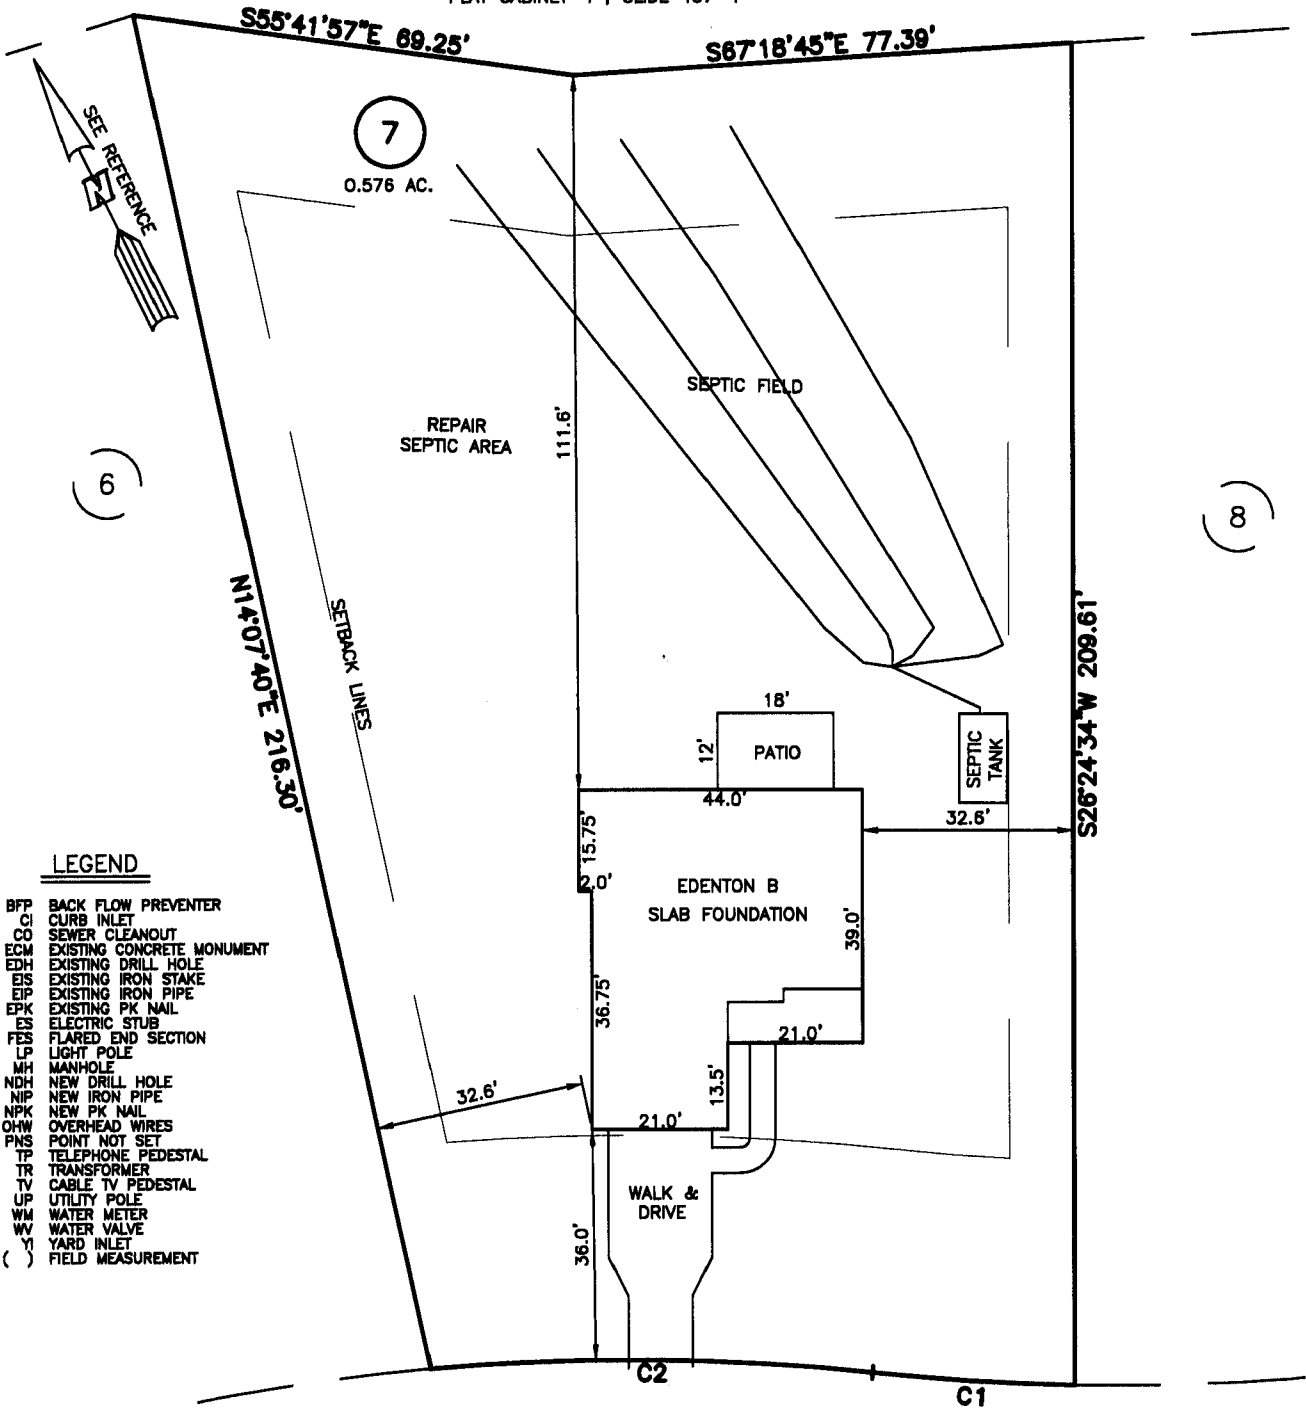 S55°41'57"E 69.25'
S67°18'45"E 77.39'
SEE REFERENCE
7
0.576 AC.
SEPTIC FIELD
REPAIR
SEPTIC AREA
111.6'
6
8
N14°07'40"E 216.30'
SETBACK LINES
S26°24'34"W 209.61'
18'
12'
PATIO
SEPTIC
TANK
44.0'
32.6'
15.75'
2.0'
EDENTON B
SLAB FOUNDATION
39.0'
36.75'
21.0'
13.5'
32.6'
21.0'
WALK &
DRIVE
36.0'
C2
C1
LEGEND
BFP BACK FLOW PREVENTER
CI CURB INLET
CO SEWER CLEANOUT
ECM EXISTING CONCRETE MONUMENT
EDH EXISTING DRILL HOLE
EIS EXISTING IRON STAKE
EIP EXISTING IRON PIPE
EPK EXISTING PK NAIL
ES ELECTRIC STUB
FES FLARED END SECTION
LP LIGHT POLE
MH MANHOLE
NDH NEW DRILL HOLE
NIP NEW IRON PIPE
NPK NEW PK NAIL
OHW OVERHEAD WIRES
PNS POINT NOT SET
TP TELEPHONE PEDESTAL
TR TRANSFORMER
TV CABLE TV PEDESTAL
UP UTILITY POLE
WM WATER METER
WV WATER VALVE
YI YARD INLET
( ) FIELD MEASUREMENT